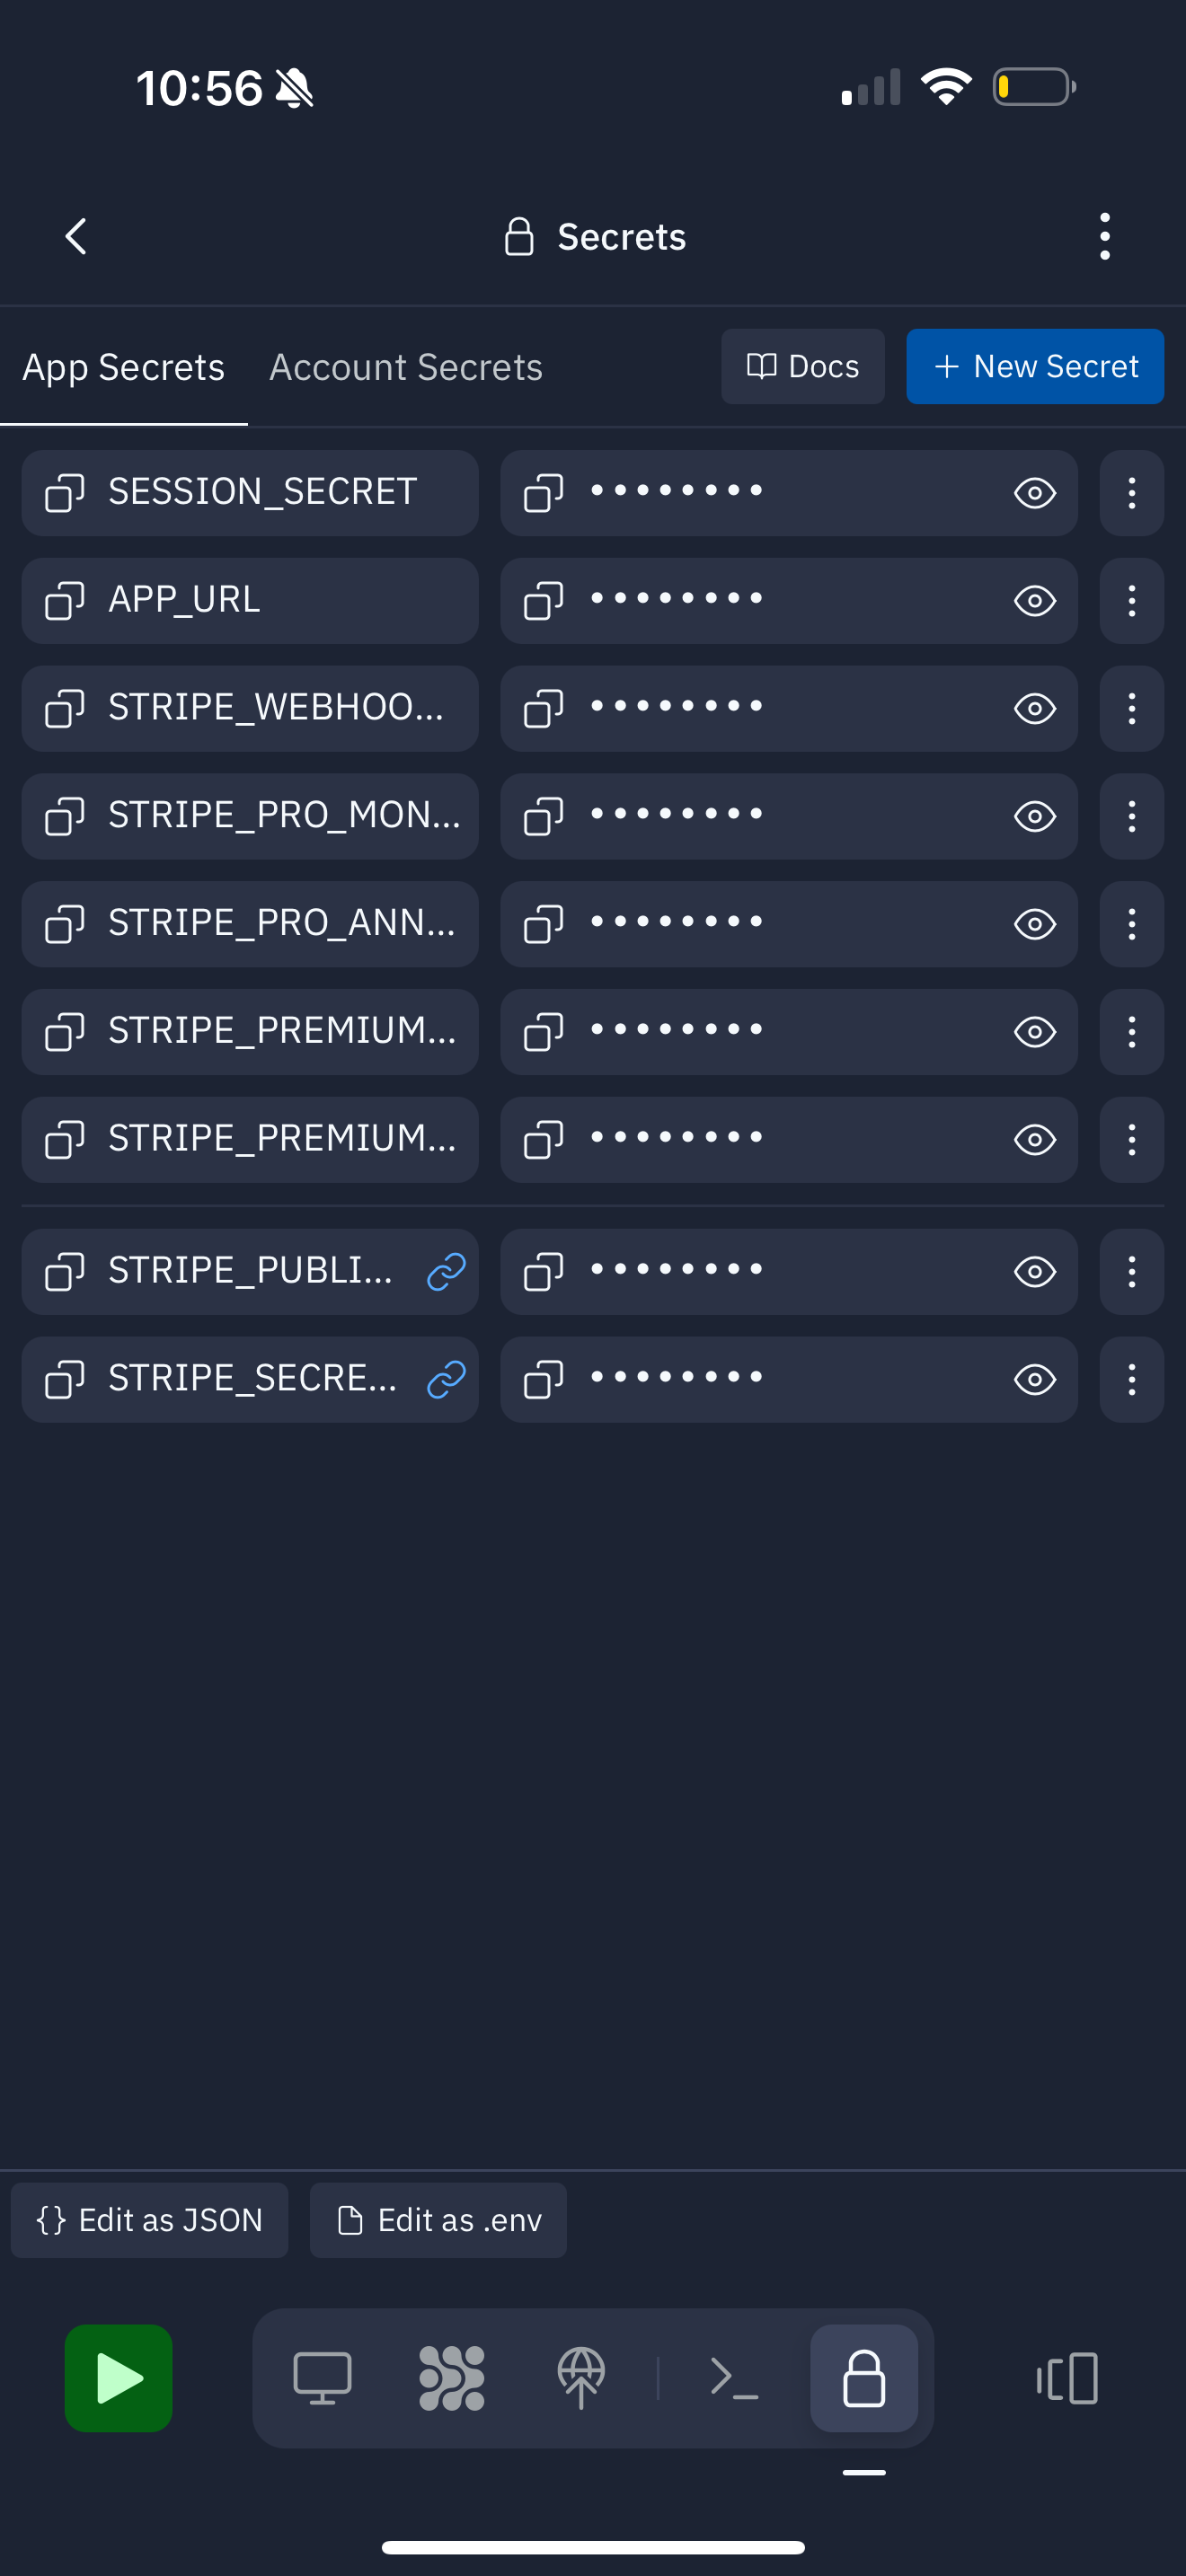 10:56
Secrets
App Secrets Account Secrets Docs New Secret
SESSION_SECRET ••••••••
APP_URL ••••••••
STRIPE_WEBHOO... ••••••••
STRIPE_PRO_MON... ••••••••
STRIPE_PRO_ANN... ••••••••
STRIPE_PREMIUM... ••••••••
STRIPE_PREMIUM... ••••••••
STRIPE_PUBLI... ••••••••
STRIPE_SECRE... ••••••••
{} Edit as JSON Edit as .env